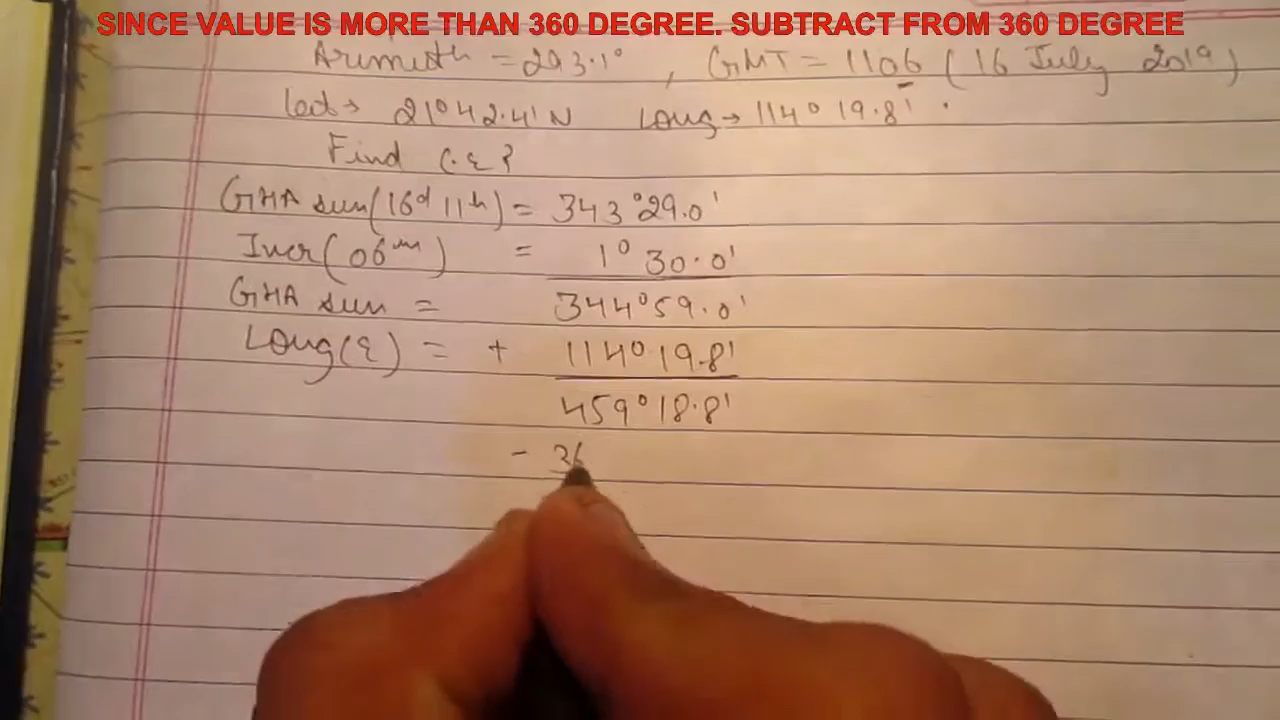 SINCE VALUE IS MORE THAN 360 DEGREE. SUBTRACT FROM 360 DEGREE
Azimuth = 293.1° , GMT = 1106 ( 16 July 2019 )
Lat → 21° 42.4' N Long → 114° 19.8' .
Find C.E?
GHA sun (16d 11h) = 343° 29.0'
Incr (06m) = 1° 30.0'
GHA sun = 344° 59.0'
Long (E) = + 114° 19.8'
459° 18.8'
- 36